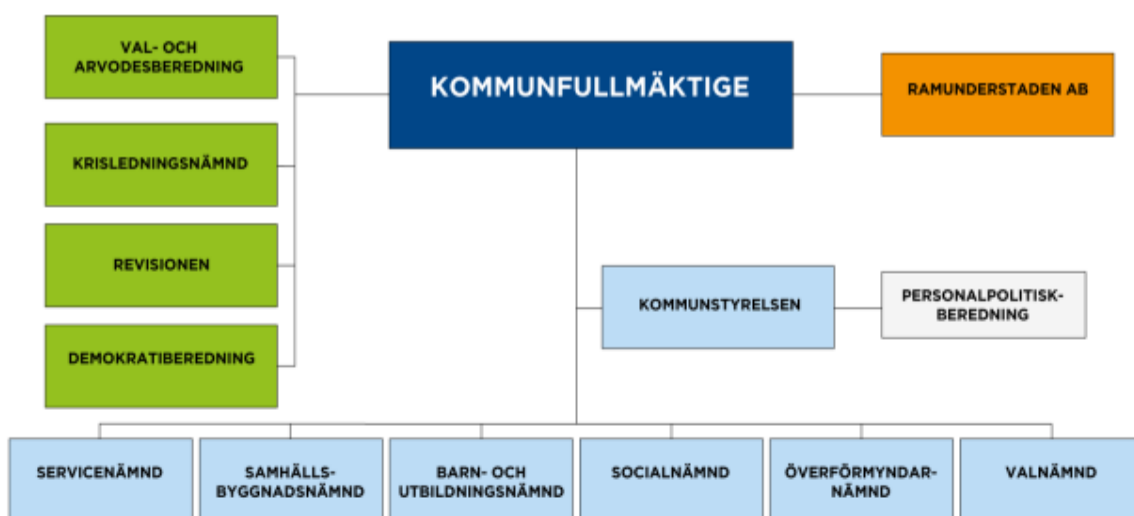 VAL- OCH
ARVODESBEREDNING
KOMMUNFULLMÄKTIGE
RAMUNDERSTADEN AB
KRISLEDNINGSNÄMND
REVISIONEN
KOMMUNSTYRELSEN
PERSONALPOLITISK-
BEREDNING
DEMOKRATIBEREDNING
SERVICENÄMND
SAMHÄLLS-
BYGGNADSNÄMND
BARN- OCH
UTBILDNINGSNÄMND
SOCIALNÄMND
ÖVERFÖRMYNDAR-
NÄMND
VALNÄMND